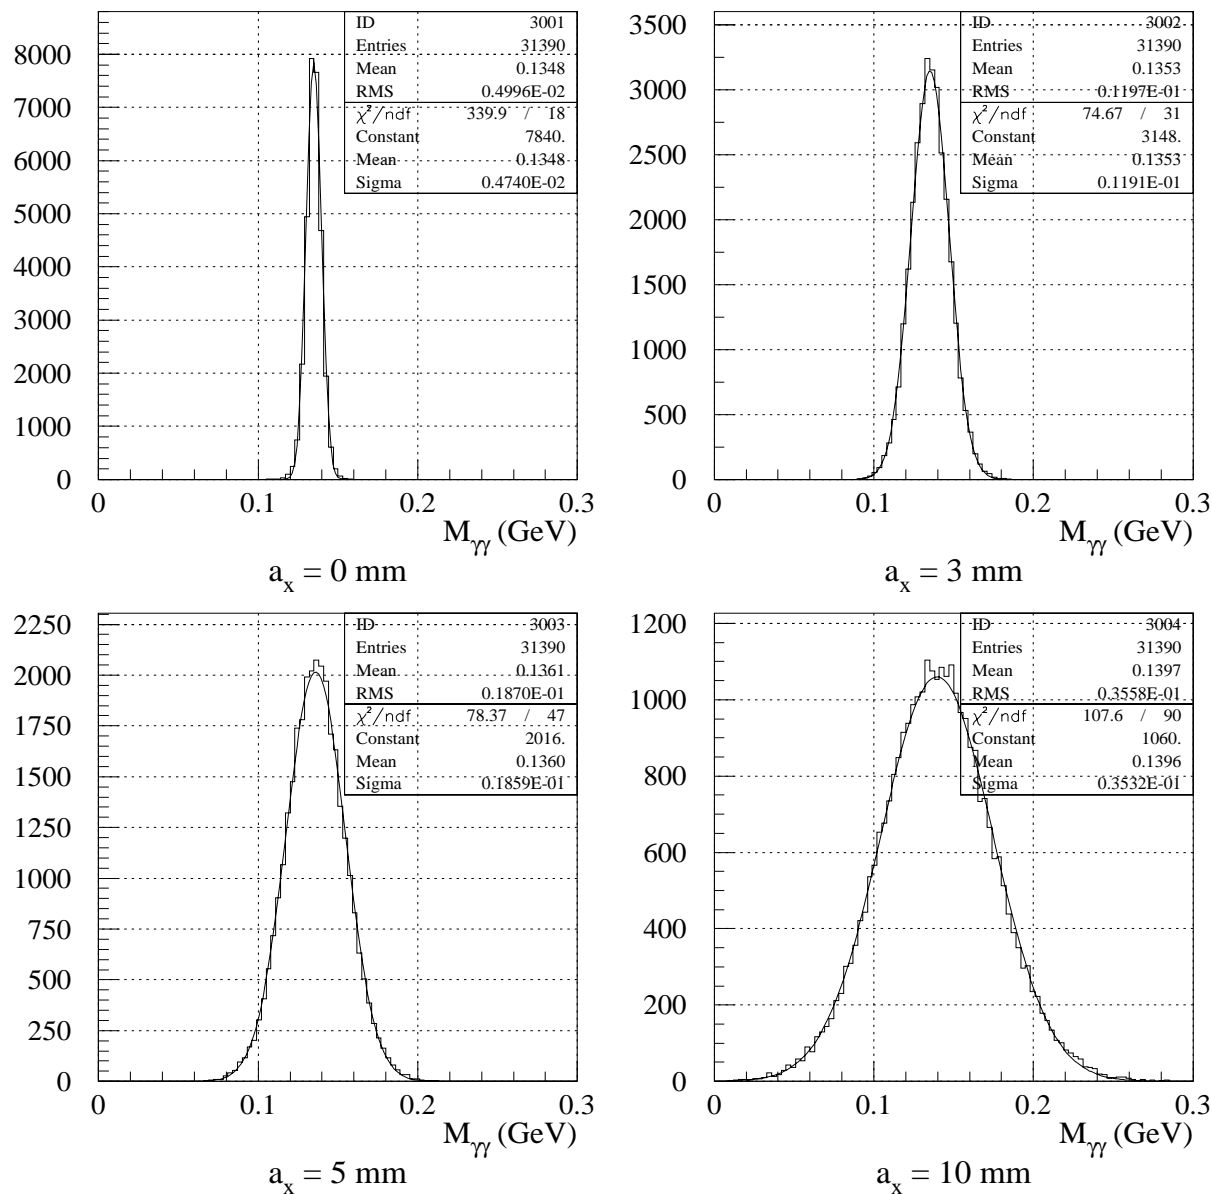 ID 3001
Entries 31390
Mean 0.1348
RMS 0.4996E-02
χ²/ndf 339.9 / 18
Constant 7840.
Mean 0.1348
Sigma 0.4740E-02
8000
7000
6000
5000
4000
3000
2000
1000
0
0 0.1 0.2 0.3
M_γγ (GeV)
a_x = 0 mm
ID 3002
Entries 31390
Mean 0.1353
RMS 0.1197E-01
χ²/ndf 74.67 / 31
Constant 3148.
Mean 0.1353
Sigma 0.1191E-01
3500
3000
2500
2000
1500
1000
500
0
0 0.1 0.2 0.3
M_γγ (GeV)
a_x = 3 mm
ID 3003
Entries 31390
Mean 0.1361
RMS 0.1870E-01
χ²/ndf 78.37 / 47
Constant 2016.
Mean 0.1360
Sigma 0.1859E-01
2250
2000
1750
1500
1250
1000
750
500
250
0
0 0.1 0.2 0.3
M_γγ (GeV)
a_x = 5 mm
ID 3004
Entries 31390
Mean 0.1397
RMS 0.3558E-01
χ²/ndf 107.6 / 90
Constant 1060.
Mean 0.1396
Sigma 0.3532E-01
1200
1000
800
600
400
200
0
0 0.1 0.2 0.3
M_γγ (GeV)
a_x = 10 mm